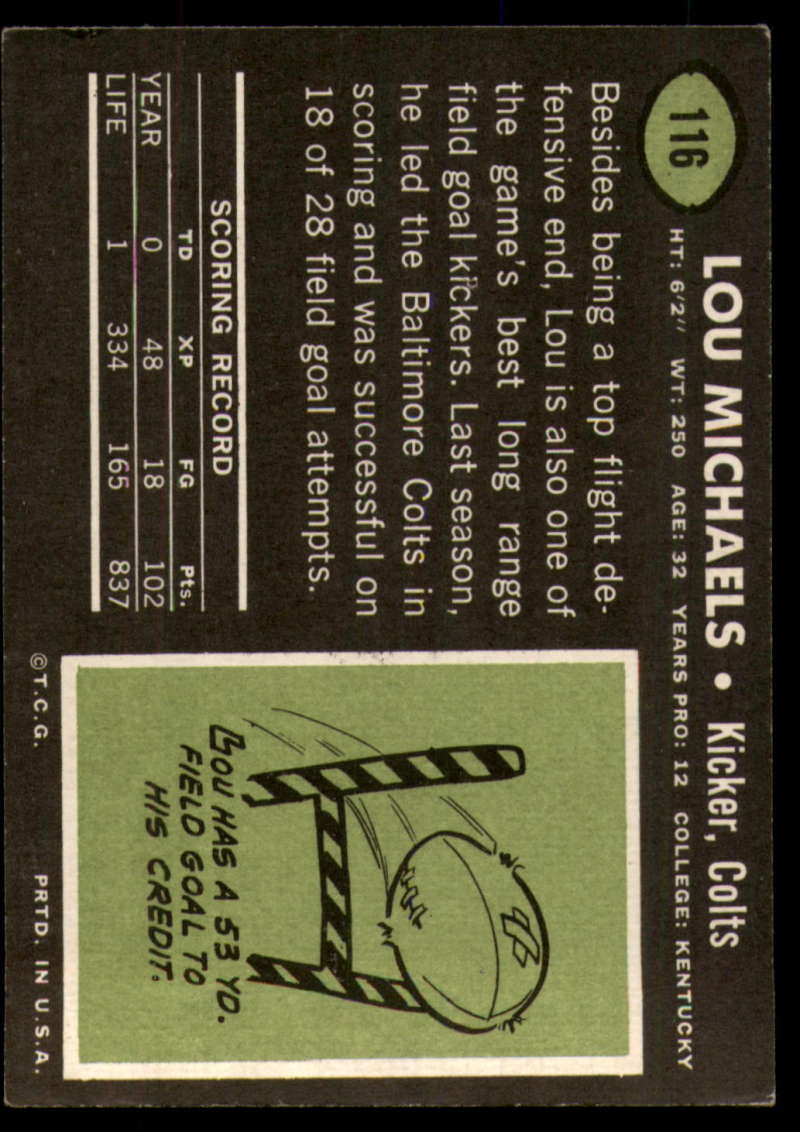 116
LOU MICHAELS • Kicker, Colts
HT: 6'2" WT: 250 AGE: 32 YEARS PRO: 12 COLLEGE: KENTUCKY
Besides being a top flight de-
fensive end, Lou is also one of
the game's best long range
field goal kickers. Last season,
he led the Baltimore Colts in
scoring and was successful on
18 of 28 field goal attempts.
SCORING RECORD
TD XP FG Pts.
YEAR 0 48 18 102
LIFE 1 334 165 837
LOU HAS A 53 YD.
FIELD GOAL TO
HIS CREDIT.
©T.C.G. PRTD. IN U.S.A.